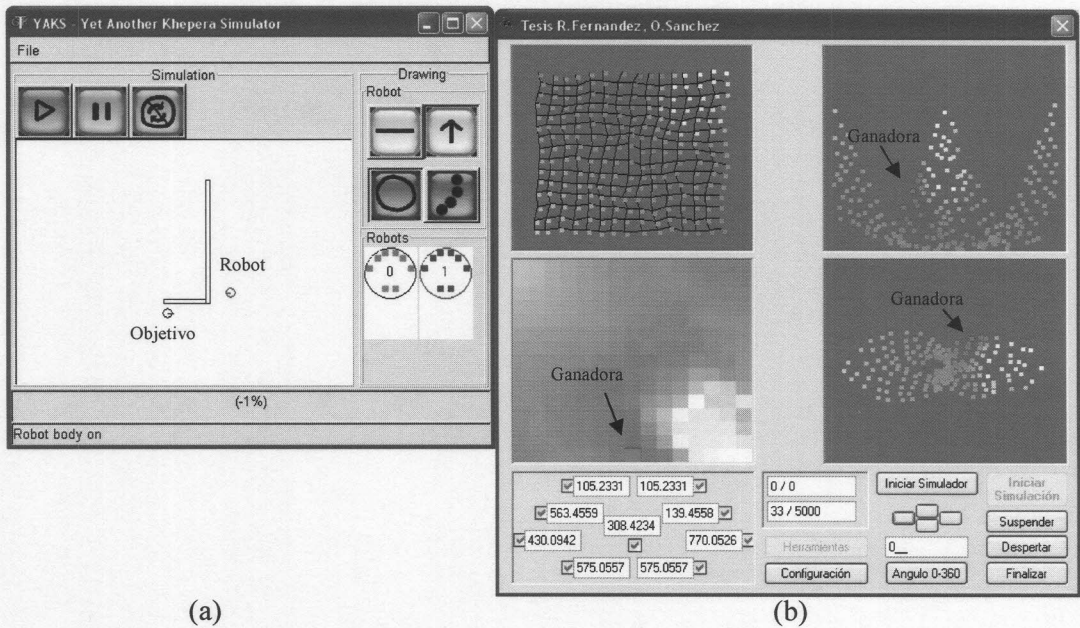 YAKS - Yet Another Khepera Simulator
File
Simulation
Drawing
Robot
Robots
0
1
Robot
Objetivo
(-1%)
Robot body on
(a)
Tesis R.Fernandez, O.Sanchez
Ganadora
Ganadora
Ganadora
105.2331 105.2331
563.4559 139.4558
308.4234
430.0942 770.0526
575.0557 575.0557
0 / 0
33 / 5000
Herramientas
Configuración
Iniciar Simulador
0__
Angulo 0-360
Iniciar
Simulación
Suspender
Despertar
Finalizar
(b)